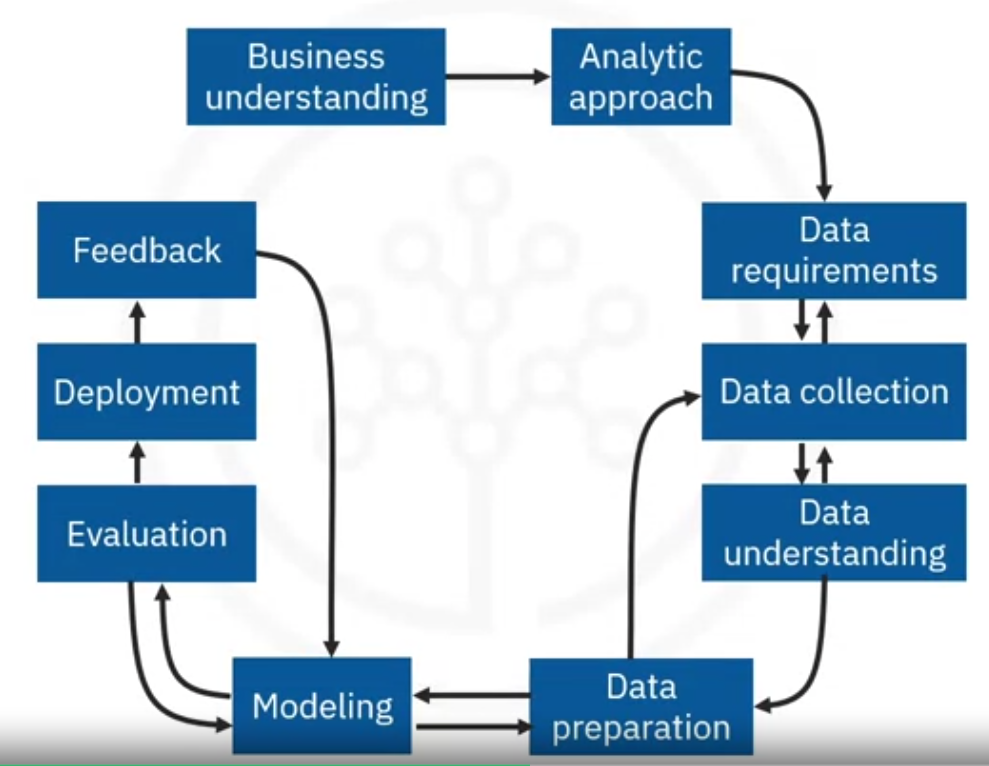 Business
understanding
Analytic
approach
Data
requirements
Data collection
Data
understanding
Data
preparation
Modeling
Evaluation
Deployment
Feedback